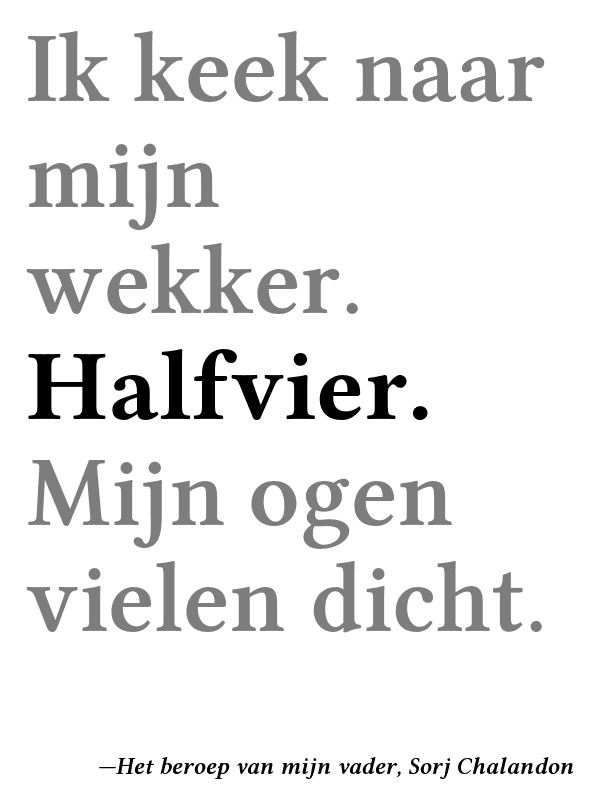 Ik keek naar
mijn
wekker.
Halfvier.
Mijn ogen
vielen dicht.
—Het beroep van mijn vader, Sorj Chalandon